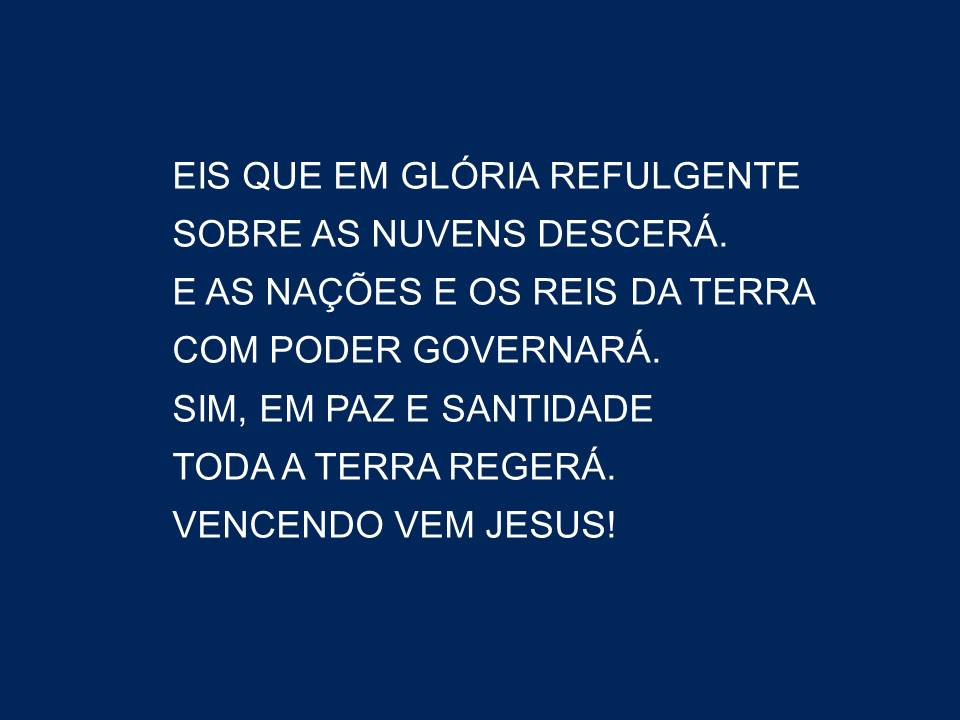 EIS QUE EM GLÓRIA REFULGENTE
SOBRE AS NUVENS DESCERÁ.
E AS NAÇÕES E OS REIS DA TERRA
COM PODER GOVERNARÁ.
SIM, EM PAZ E SANTIDADE
TODA A TERRA REGERÁ.
VENCENDO VEM JESUS!